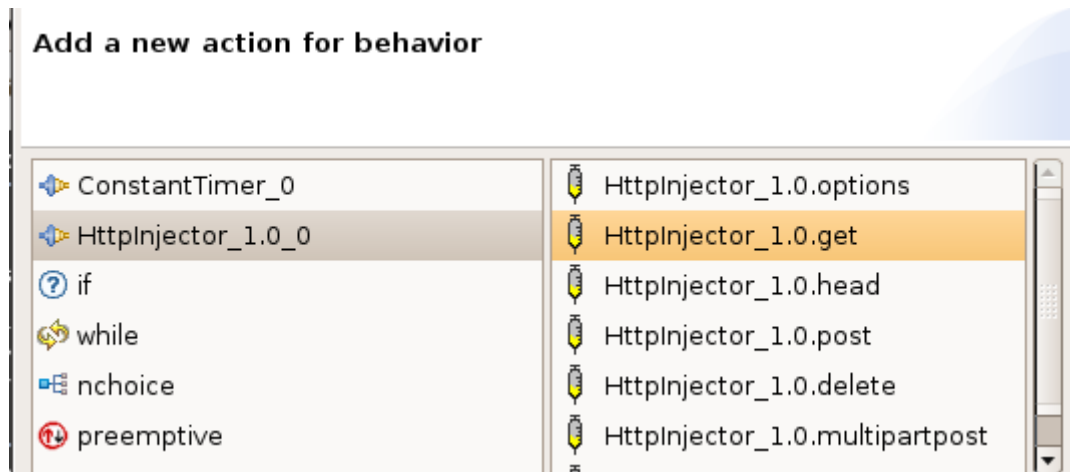 Add a new action for behavior
ConstantTimer_0
HttpInjector_1.0_0
if
while
nchoice
preemptive
HttpInjector_1.0.options
HttpInjector_1.0.get
HttpInjector_1.0.head
HttpInjector_1.0.post
HttpInjector_1.0.delete
HttpInjector_1.0.multipartpost